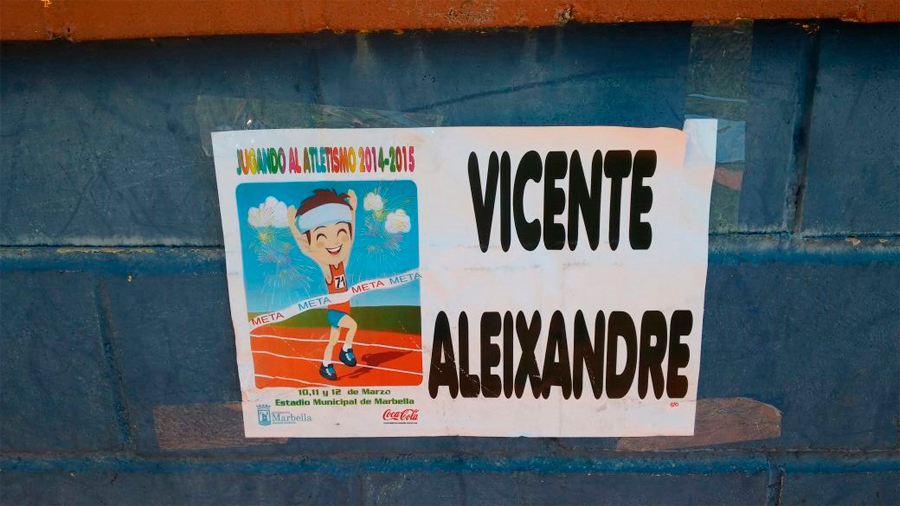 JUGANDO AL ATLETISMO 2014-2015
VICENTE
ALEIXANDRE
71
META META META META
10,11 y 12 de Marzo
Estadio Municipal de Marbella
Marbella
Coca-Cola